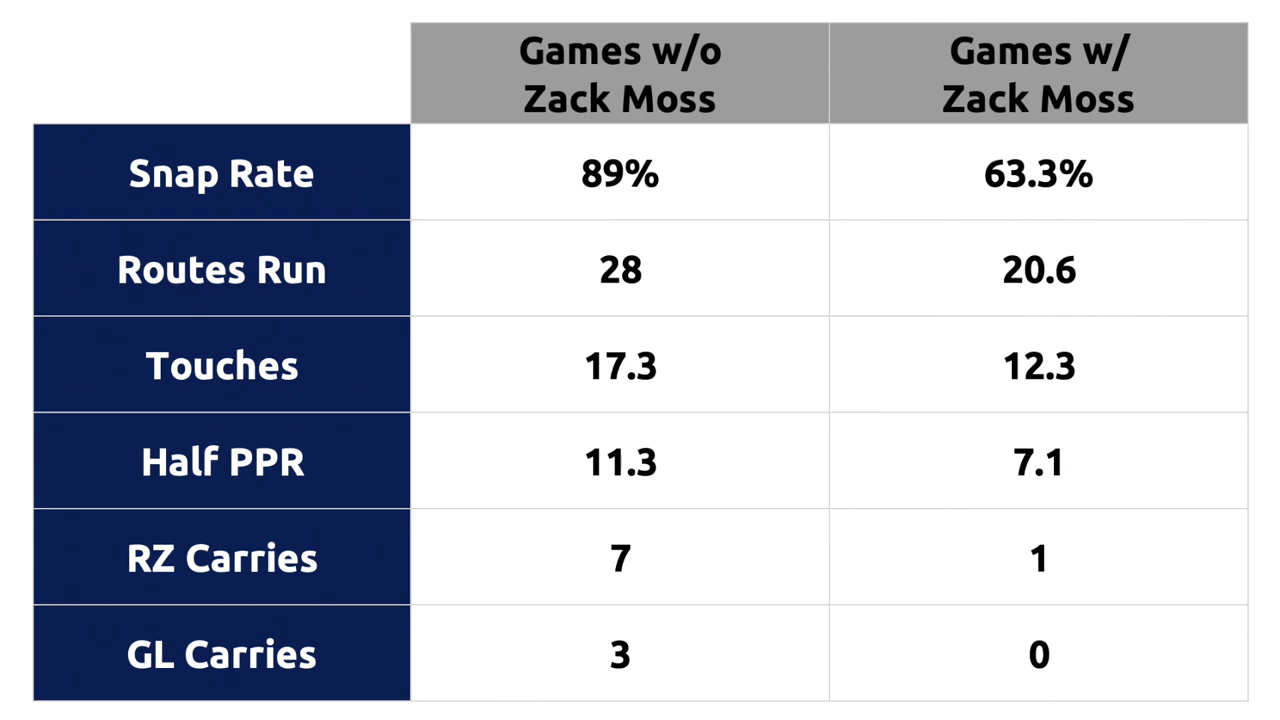 Games w/o
Zack Moss
Games w/
Zack Moss
Snap Rate
89%
63.3%
Routes Run
28
20.6
Touches
17.3
12.3
Half PPR
11.3
7.1
RZ Carries
7
1
GL Carries
3
0